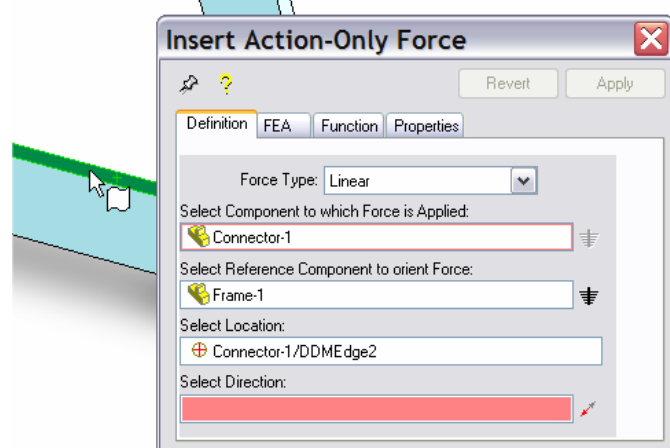 Insert Action-Only Force
Revert Apply
Definition FEA Function Properties
Force Type: Linear
Select Component to which Force is Applied:
Connector-1
Select Reference Component to orient Force:
Frame-1
Select Location:
Connector-1/DDMEdge2
Select Direction: